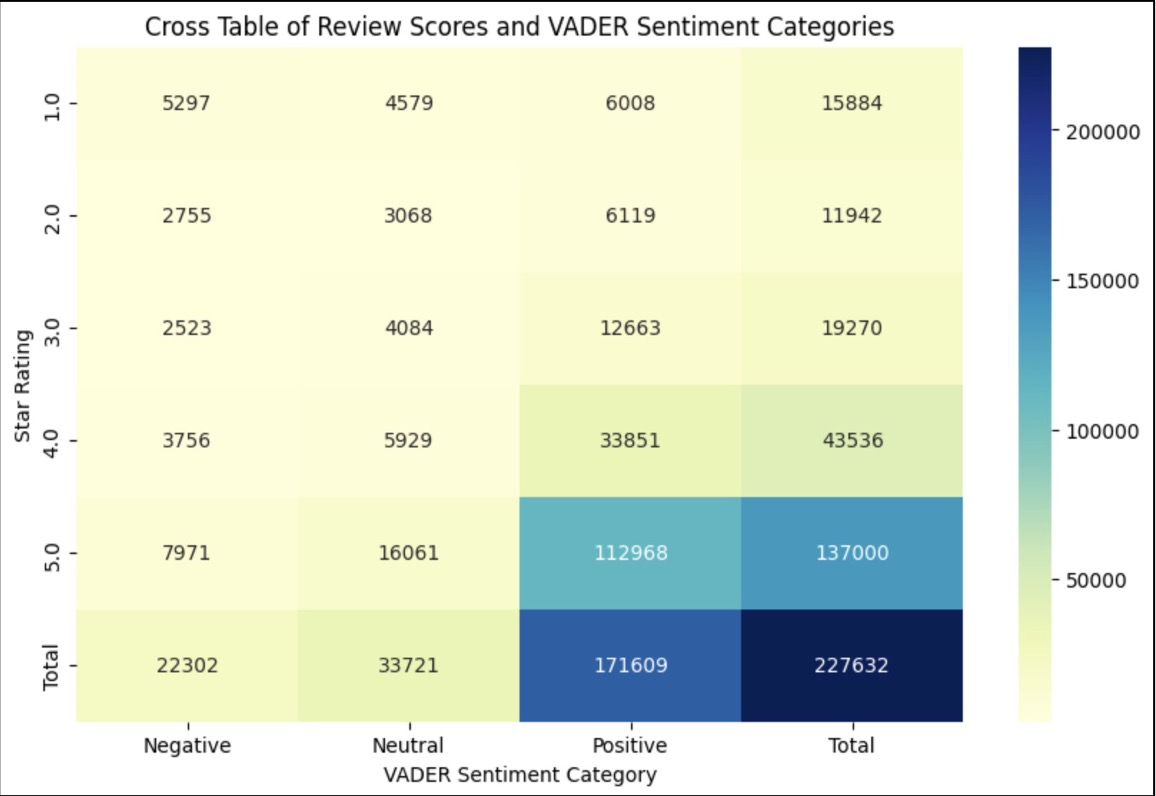 Cross Table of Review Scores and VADER Sentiment Categories
1.0 5297 4579 6008 15884
2.0 2755 3068 6119 11942
3.0 2523 4084 12663 19270
4.0 3756 5929 33851 43536
5.0 7971 16061 112968 137000
Total 22302 33721 171609 227632
Negative Neutral Positive Total
VADER Sentiment Category
Star Rating
200000
150000
100000
50000